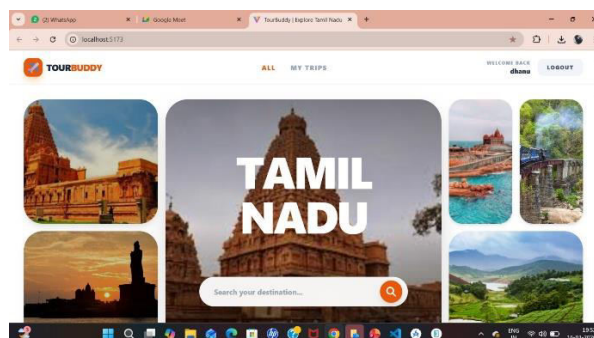 (2) WhatsApp
Google Meet
TourBuddy | Explore Tamil Nadu
localhost:5173
TOURBUDDY
ALL
MY TRIPS
WELCOME BACK
dhanu
LOGOUT
TAMIL
NADU
Search your destination...
ENG